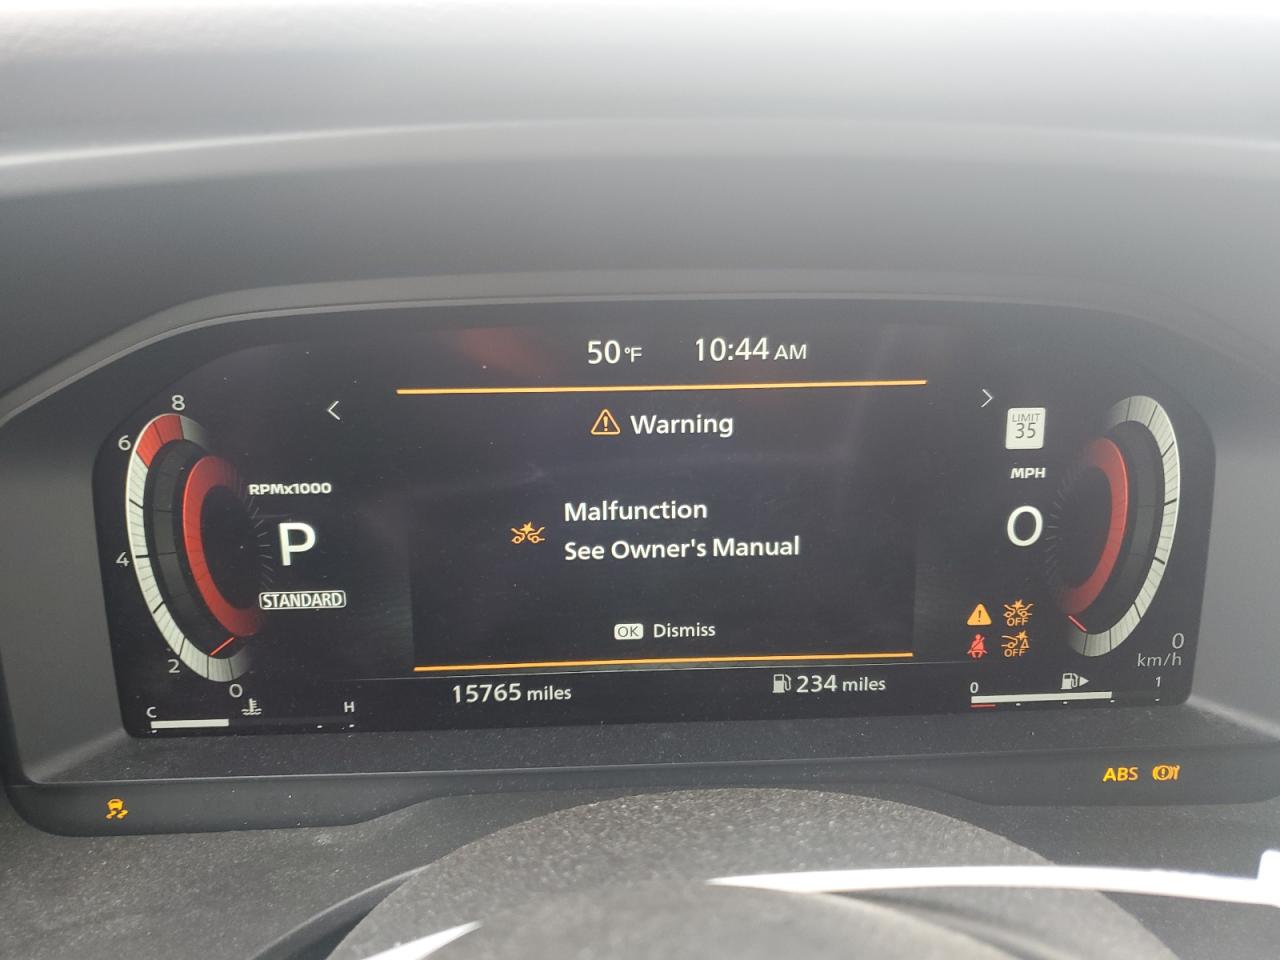 50°F 10:44 AM
Warning
Malfunction
See Owner's Manual
OK Dismiss
15765 miles
234 miles
8
6
4
2
0
RPMx1000
P
STANDARD
C
H
LIMIT
35
MPH
0
OFF
OFF
0
km/h
0
1
ABS